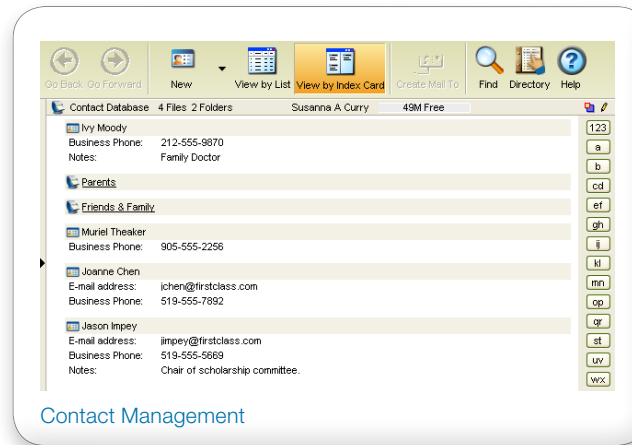 Go Back Go Forward New View by List View by Index Card Create Mail To Find Directory Help
Contact Database 4 Files 2 Folders Susanna A Curry 49M Free
Ivy Moody
Business Phone: 212-555-9870
Notes: Family Doctor
Parents
Friends & Family
Muriel Theaker
Business Phone: 905-555-2256
Joanne Chen
E-mail address: jchen@firstclass.com
Business Phone: 519-555-7892
Jason Impey
E-mail address: jimpey@firstclass.com
Business Phone: 519-555-5669
Notes: Chair of scholarship committee.
123
a
b
cd
ef
gh
ij
kl
mn
op
qr
st
uv
wx
Contact Management